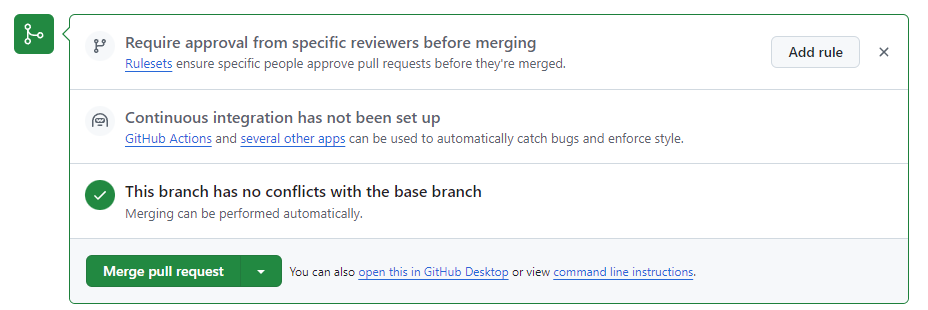 Require approval from specific reviewers before merging
Rulesets ensure specific people approve pull requests before they're merged.
Add rule
Continuous integration has not been set up
GitHub Actions and several other apps can be used to automatically catch bugs and enforce style.
This branch has no conflicts with the base branch
Merging can be performed automatically.
Merge pull request
You can also open this in GitHub Desktop or view command line instructions.